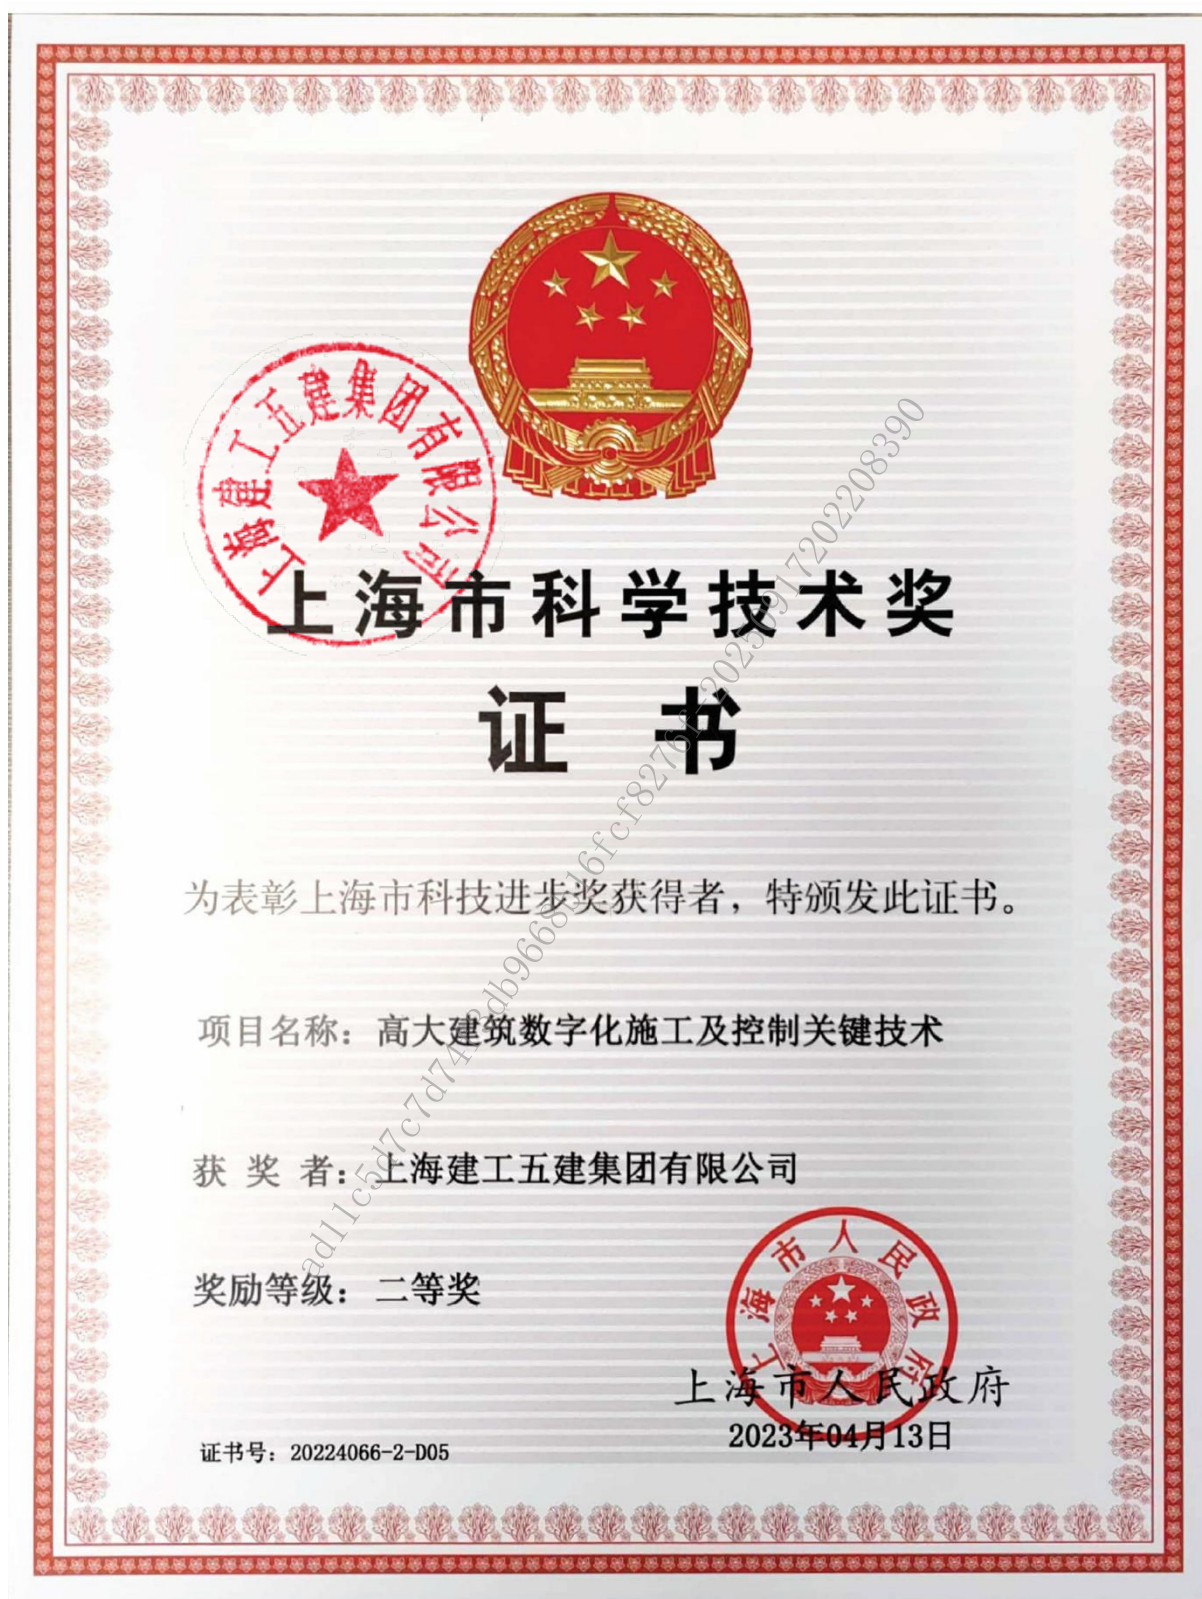 上海建工五建集团有限公司
上海市科学技术奖
证书
为表彰上海市科技进步奖获得者，特颁发此证书。
项目名称：高大建筑数字化施工及控制关键技术
获奖者：上海建工五建集团有限公司
奖励等级：二等奖
上海市人民政府
上海市人民政府
2023年04月13日
证书号：20224066-2-D05